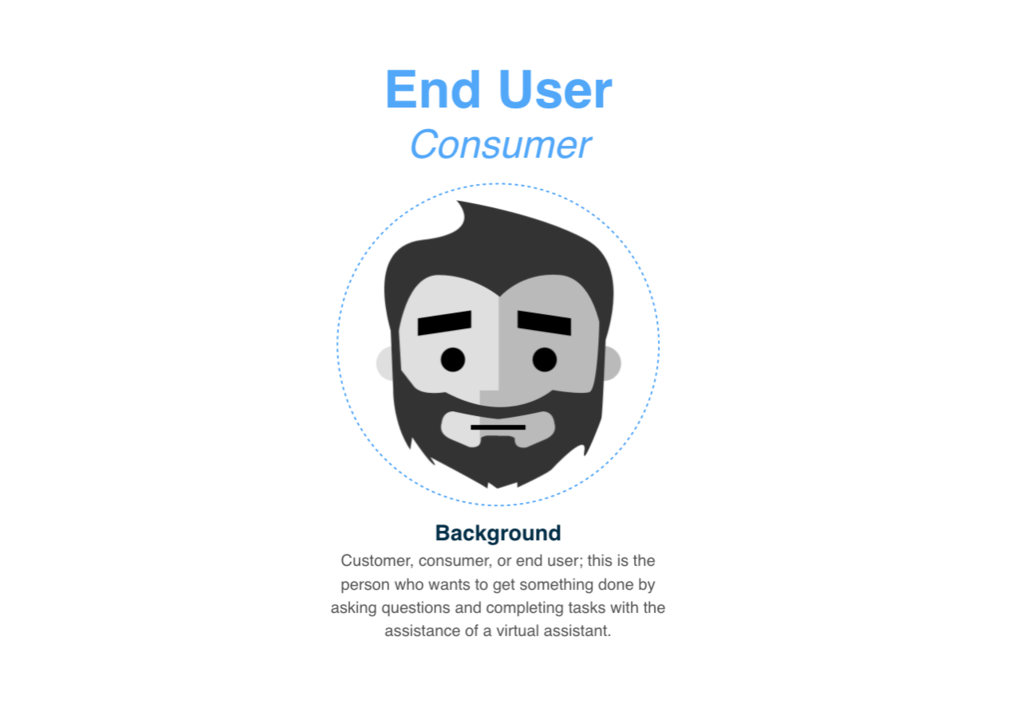 End User
Consumer
Background
Customer, consumer, or end user; this is the
person who wants to get something done by
asking questions and completing tasks with the
assistance of a virtual assistant.